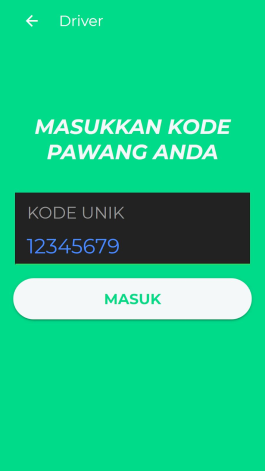 Driver
MASUKKAN KODE
PAWANG ANDA
KODE UNIK
12345679
MASUK